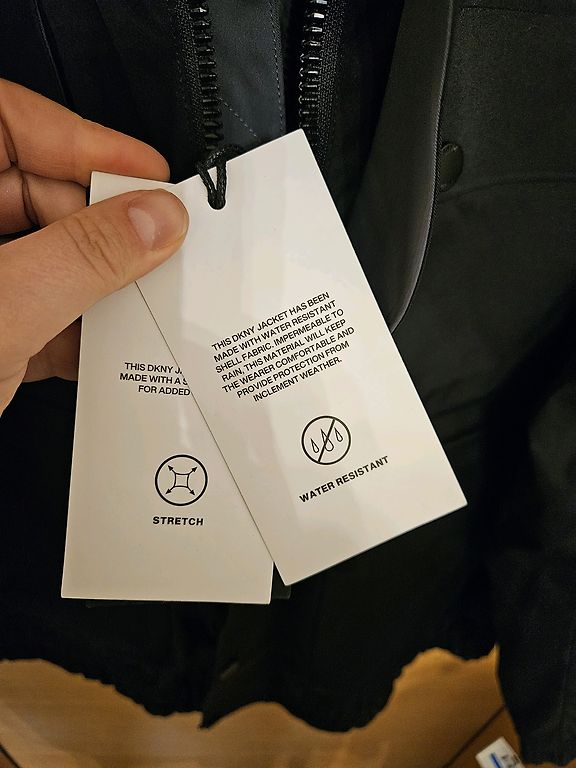 THIS DKNY JACKET HAS BEEN
MADE WITH WATER RESISTANT
SHELL FABRIC. IMPERMEABLE TO
RAIN, THIS MATERIAL WILL KEEP
THE WEARER COMFORTABLE AND
PROVIDE PROTECTION FROM
INCLEMENT WEATHER.
WATER RESISTANT
THIS DKNY
MADE WITH A
FOR ADDED
STRETCH